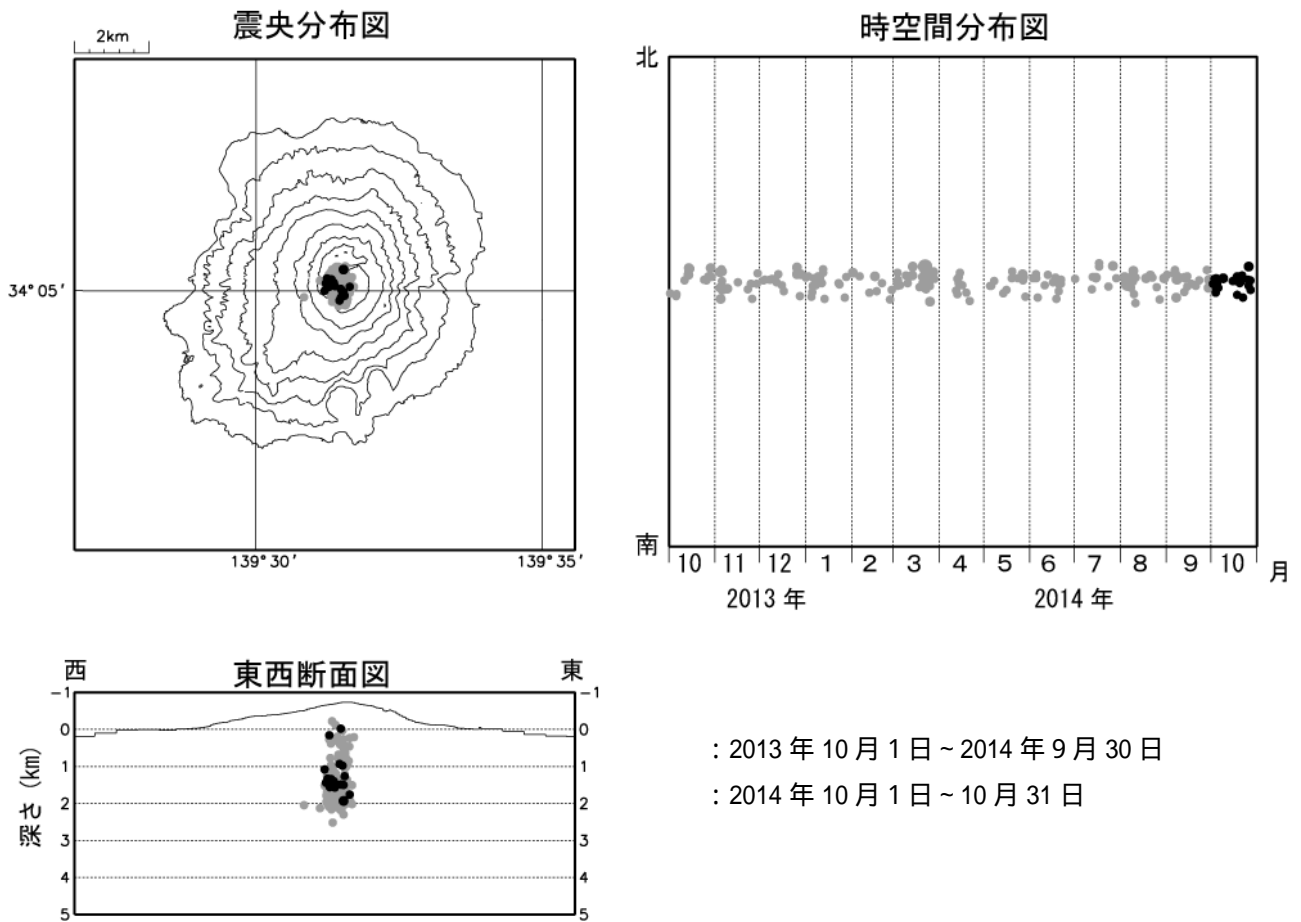 震央分布図
2km
34° 05′
139° 30′
139° 35′
時空間分布図
北
南
10 11 12 1 2 3 4 5 6 7 8 9 10 月
2013 年
2014 年
東西断面図
西
東
深さ (km)
-1
0
1
2
3
4
5
-1
0
1
2
3
4
5
: 2013 年 10 月 1 日 ~ 2014 年 9 月 30 日
: 2014 年 10 月 1 日 ~ 10 月 31 日